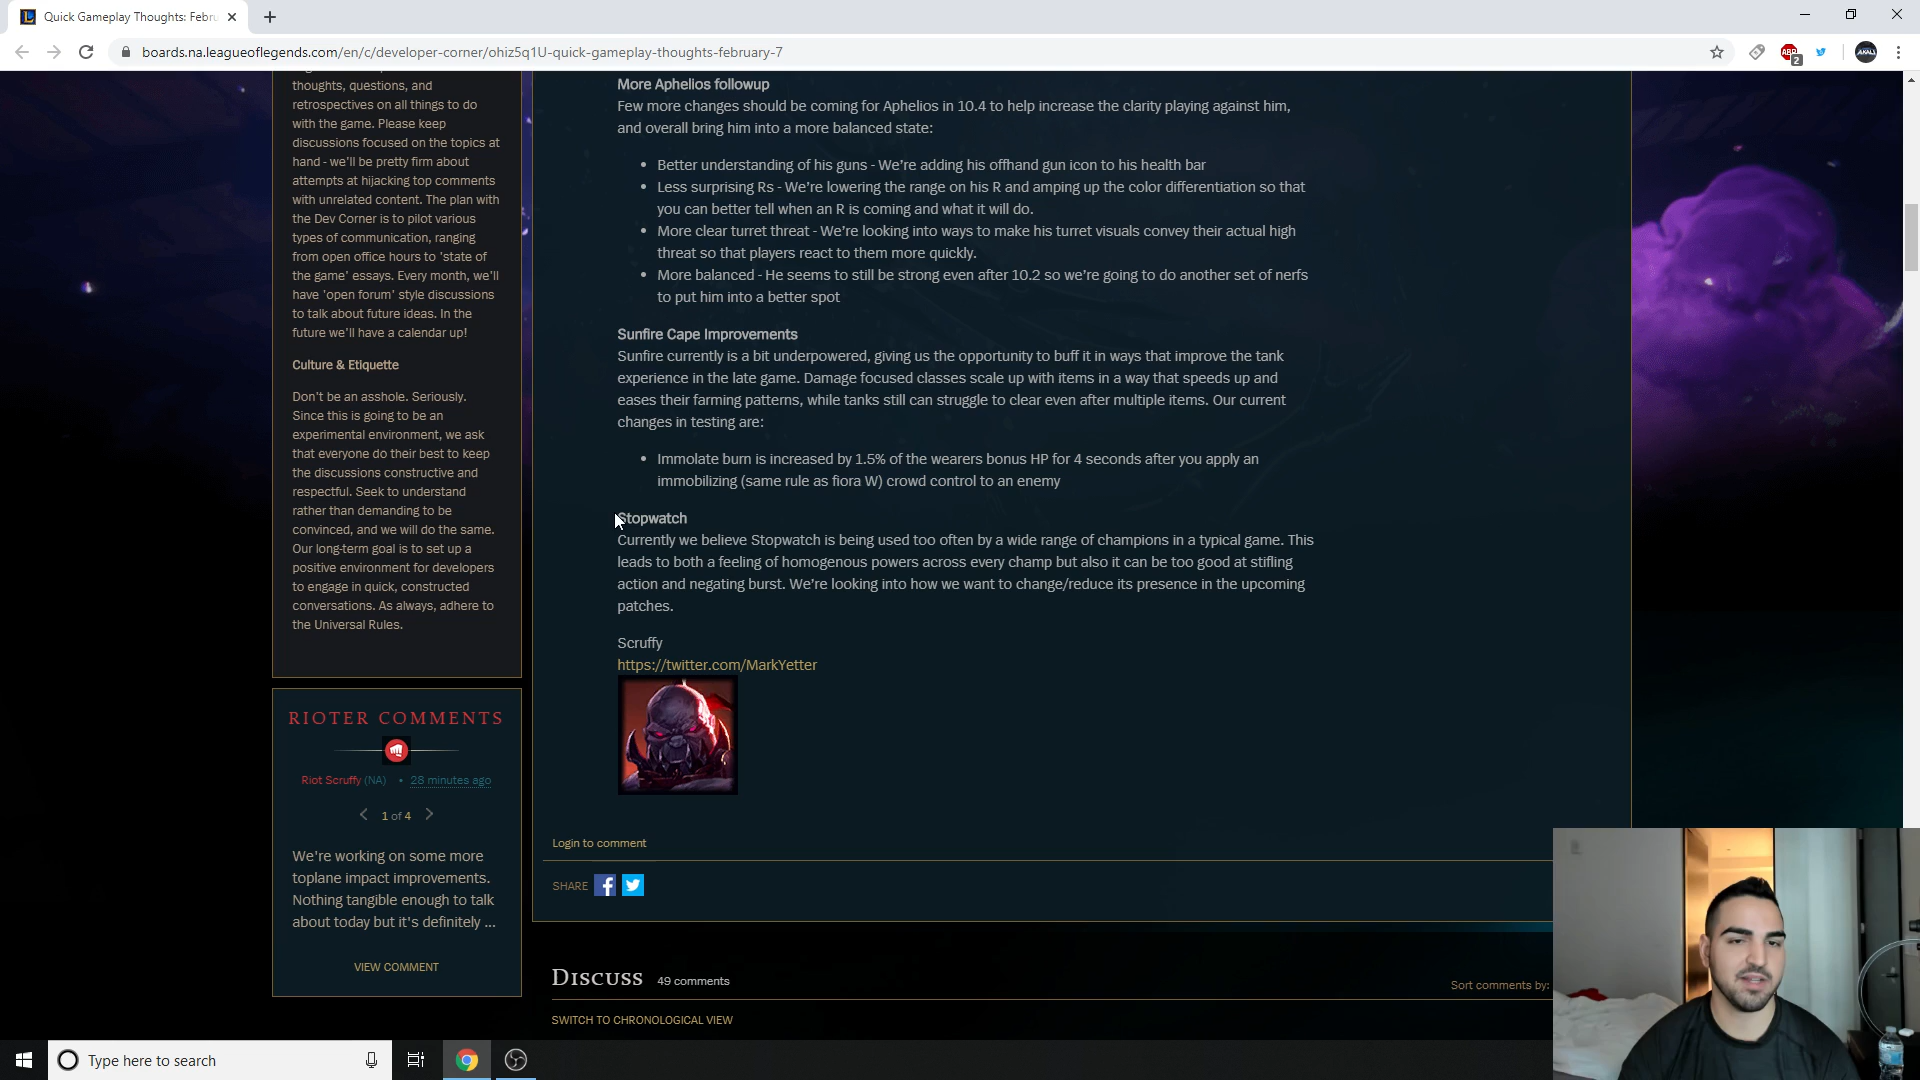 Quick Gameplay Thoughts: Febru
boards.na.leagueoflegends.com/en/c/developer-corner/ohiz5q1U-quick-gameplay-thoughts-february-7
ABP
2
AKALI
thoughts, questions, and
retrospectives on all things to do
with the game. Please keep
discussions focused on the topics at
hand - we'll be pretty firm about
attempts at hijacking top comments
with unrelated content. The plan with
the Dev Corner is to pilot various
types of communication, ranging
from open office hours to 'state of
the game' essays. Every month, we'll
have 'open forum' style discussions
to talk about future ideas. In the
future we'll have a calendar up!
Culture & Etiquette
Don't be an asshole. Seriously.
Since this is going to be an
experimental environment, we ask
that everyone do their best to keep
the discussions constructive and
respectful. Seek to understand
rather than demanding to be
convinced, and we will do the same.
Our long-term goal is to set up a
positive environment for developers
to engage in quick, constructed
conversations. As always, adhere to
the Universal Rules.
RIOTER COMMENTS
Riot Scruffy (NA) • 28 minutes ago
1 of 4
We're working on some more
toplane impact improvements.
Nothing tangible enough to talk
about today but it's definitely ...
VIEW COMMENT
More Aphelios followup
Few more changes should be coming for Aphelios in 10.4 to help increase the clarity playing against him,
and overall bring him into a more balanced state:
• Better understanding of his guns - We're adding his offhand gun icon to his health bar
• Less surprising Rs - We're lowering the range on his R and amping up the color differentiation so that
you can better tell when an R is coming and what it will do.
• More clear turret threat - We're looking into ways to make his turret visuals convey their actual high
threat so that players react to them more quickly.
• More balanced - He seems to still be strong even after 10.2 so we're going to do another set of nerfs
to put him into a better spot
Sunfire Cape Improvements
Sunfire currently is a bit underpowered, giving us the opportunity to buff it in ways that improve the tank
experience in the late game. Damage focused classes scale up with items in a way that speeds up and
eases their farming patterns, while tanks still can struggle to clear even after multiple items. Our current
changes in testing are:
• Immolate burn is increased by 1.5% of the wearers bonus HP for 4 seconds after you apply an
immobilizing (same rule as fiora W) crowd control to an enemy
Stopwatch
Currently we believe Stopwatch is being used too often by a wide range of champions in a typical game. This
leads to both a feeling of homogenous powers across every champ but also it can be too good at stifling
action and negating burst. We're looking into how we want to change/reduce its presence in the upcoming
patches.
Scruffy
https://twitter.com/MarkYetter
Login to comment
SHARE
DISCUSS 49 comments
Sort comments by:
SWITCH TO CHRONOLOGICAL VIEW
Type here to search